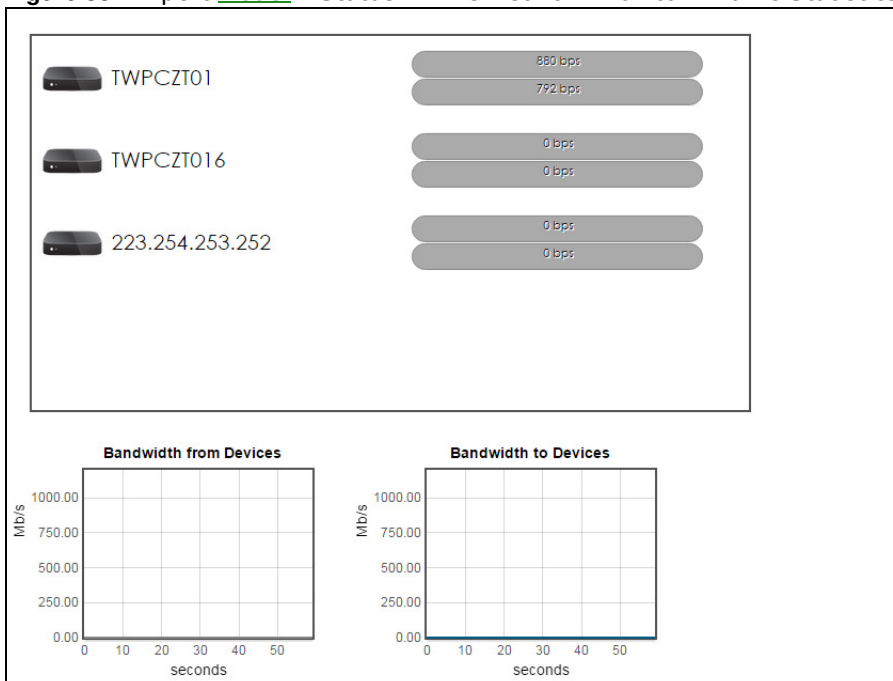 TWPCZT01
880 bps
792 bps
TWPCZT016
0 bps
0 bps
223.254.253.252
0 bps
0 bps
Bandwidth from Devices
Mb/s
1000.00
750.00
500.00
250.00
0.00
0 10 20 30 40 50
seconds
Bandwidth to Devices
Mb/s
1000.00
750.00
500.00
250.00
0.00
0 10 20 30 40 50
seconds